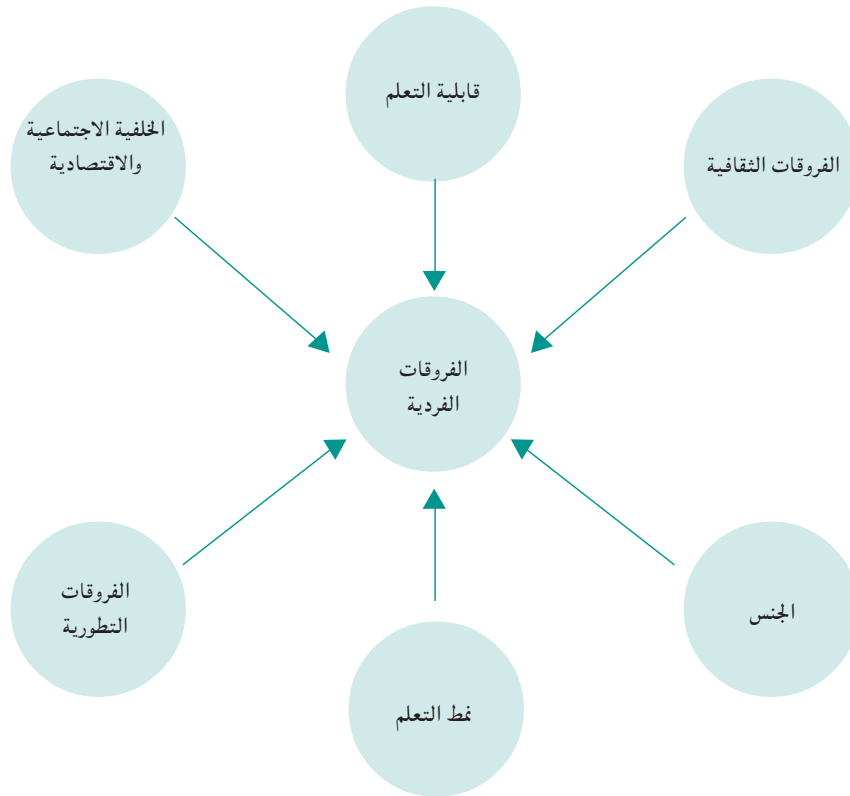 قابلية التعلم
الفروقات الثقافية
الخلفية الاجتماعية
والاقتصادية
الفروقات
الفردية
الجنس
نمط التعلم
الفروقات
التطورية